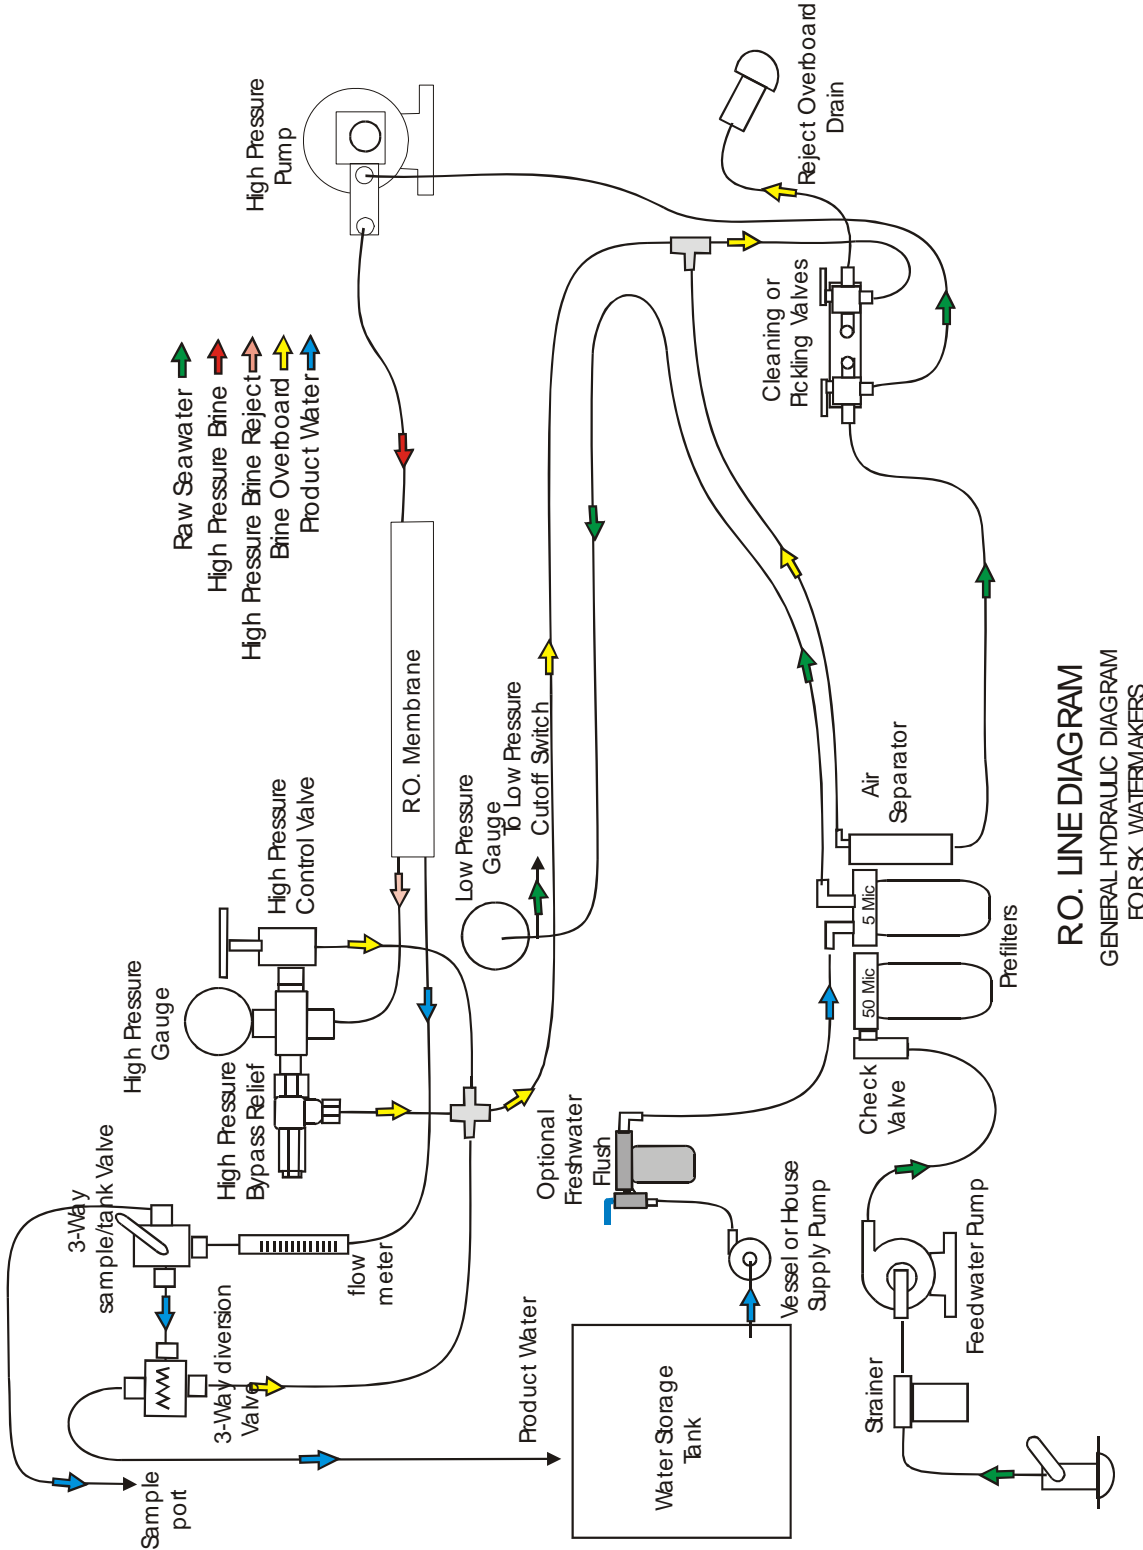 Raw Seawater
High Pressure Brine
High Pressure Brine Reject
Brine Overboard
Product Water
High Pressure
Pump
Reject Overboard
Drain
Cleaning or
Pickling Valves
R.O. Membrane
High Pressure
Control Valve
High Pressure
Gauge
High Pressure
Bypass Relief
3-Way
sample/tank Valve
flow
meter
3-Way diversion
Valve
Sample
port
Low Pressure
Gauge
To Low Pressure
Cutoff Switch
Product Water
Water Storage
Tank
Optional
Freshwater
Flush
Vessel or House
Supply Pump
Air
Separator
5 Mic
50 Mic
Prefilters
Check
Valve
Feedwater Pump
Strainer
R.O. LINE DIAGRAM
GENERAL HYDRAULIC DIAGRAM
FOR SK WATERMAKERS